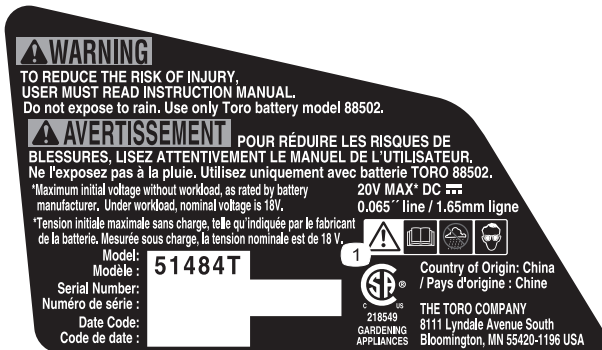 WARNING
TO REDUCE THE RISK OF INJURY,
USER MUST READ INSTRUCTION MANUAL.
Do not expose to rain. Use only Toro battery model 88502.
AVERTISSEMENT POUR RÉDUIRE LES RISQUES DE
BLESSURES, LISEZ ATTENTIVEMENT LE MANUEL DE L'UTILISATEUR.
Ne l'exposez pas à la pluie. Utilisez uniquement avec batterie TORO 88502.
*Maximum initial voltage without workload, as rated by battery
manufacturer. Under workload, nominal voltage is 18V.
*Tension initiale maximale sans charge, telle qu'indiquée par le fabricant
de la batterie. Mesurée sous charge, la tension nominale est de 18 V.
20V MAX* DC
0.065´´ line / 1.65mm ligne
1
Model:
Modèle :
51484T
Serial Number:
Numéro de série :
Date Code:
Code de date :
SA ®
C US
218549
GARDENING
APPLIANCES
Country of Origin: China
/ Pays d'origine : Chine
THE TORO COMPANY
8111 Lyndale Avenue South
Bloomington, MN 55420-1196 USA